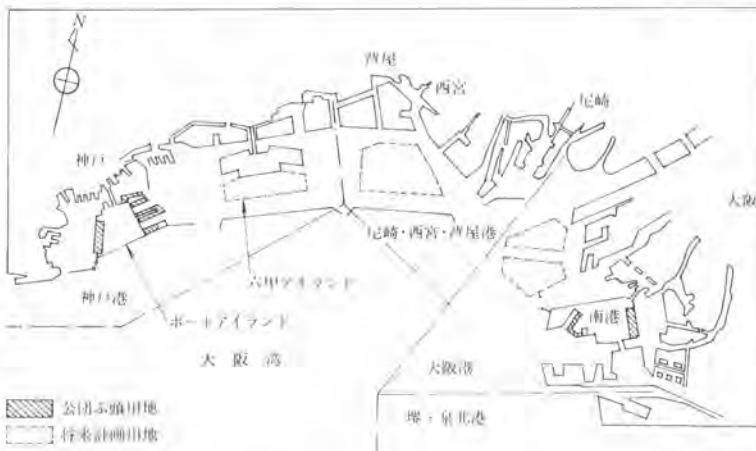 N
芦屋
西宮
尼崎
神戸
大阪
尼崎・西宮・芦屋港
六甲アイランド
神戸港
ポートアイランド
南港
大阪湾
大阪港
堺・泉北港
公団ふ頭用地
将来計画用地